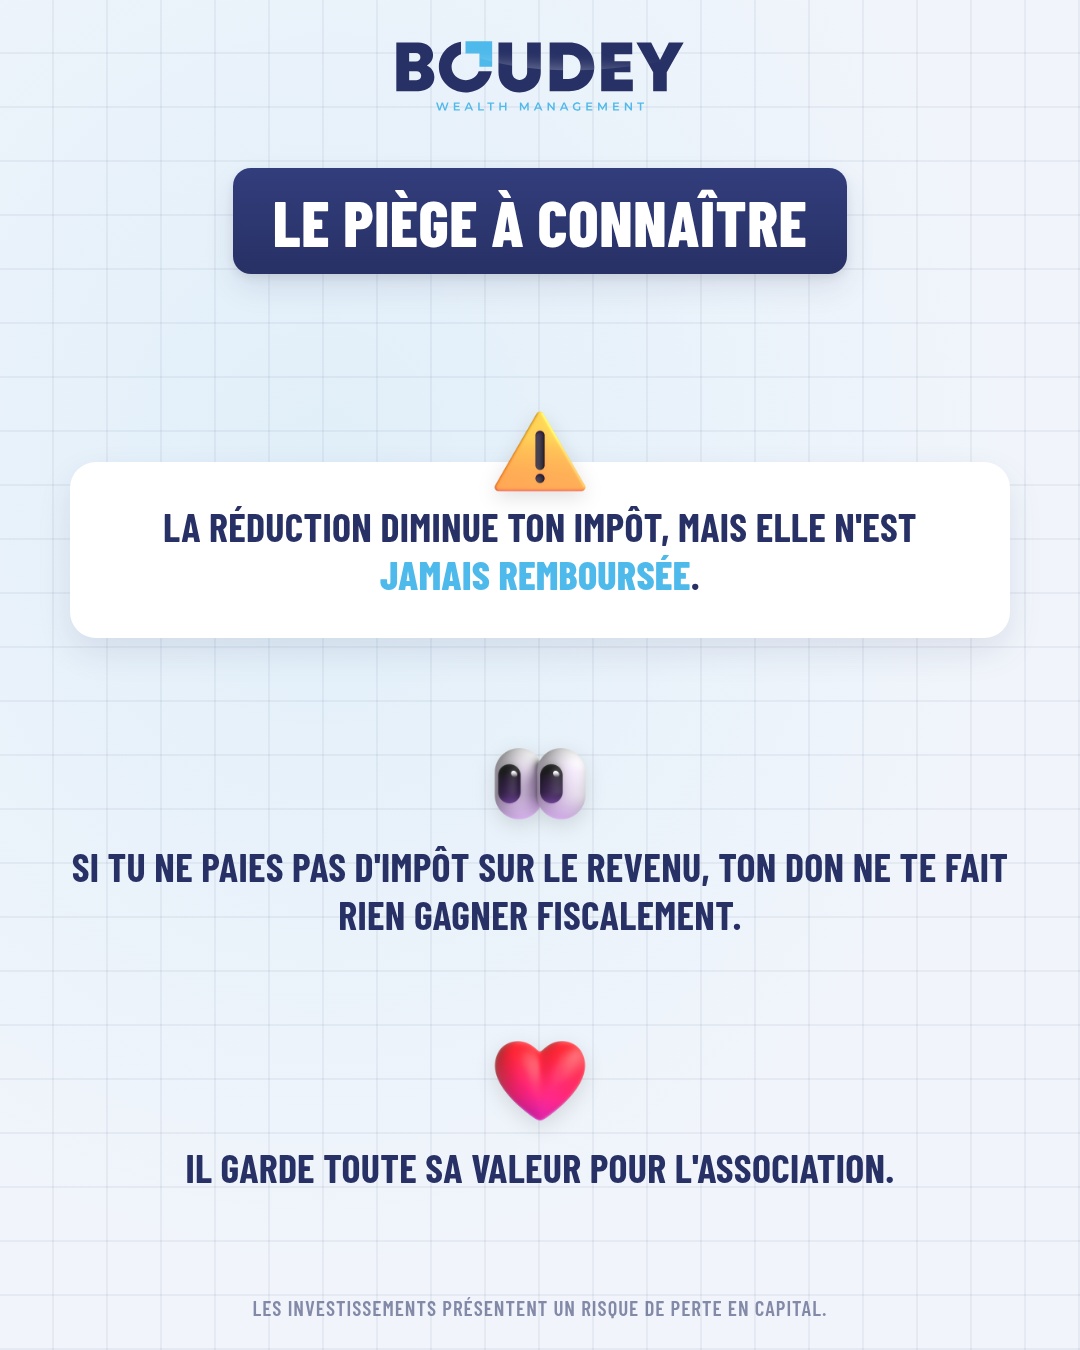 BOUDEY
WEALTH MANAGEMENT
LE PIÈGE À CONNAÎTRE
LA RÉDUCTION DIMINUE TON IMPÔT, MAIS ELLE N'EST
JAMAIS REMBOURSÉE.
SI TU NE PAIES PAS D'IMPÔT SUR LE REVENU, TON DON NE TE FAIT
RIEN GAGNER FISCALEMENT.
IL GARDE TOUTE SA VALEUR POUR L'ASSOCIATION.
LES INVESTISSEMENTS PRÉSENTENT UN RISQUE DE PERTE EN CAPITAL.